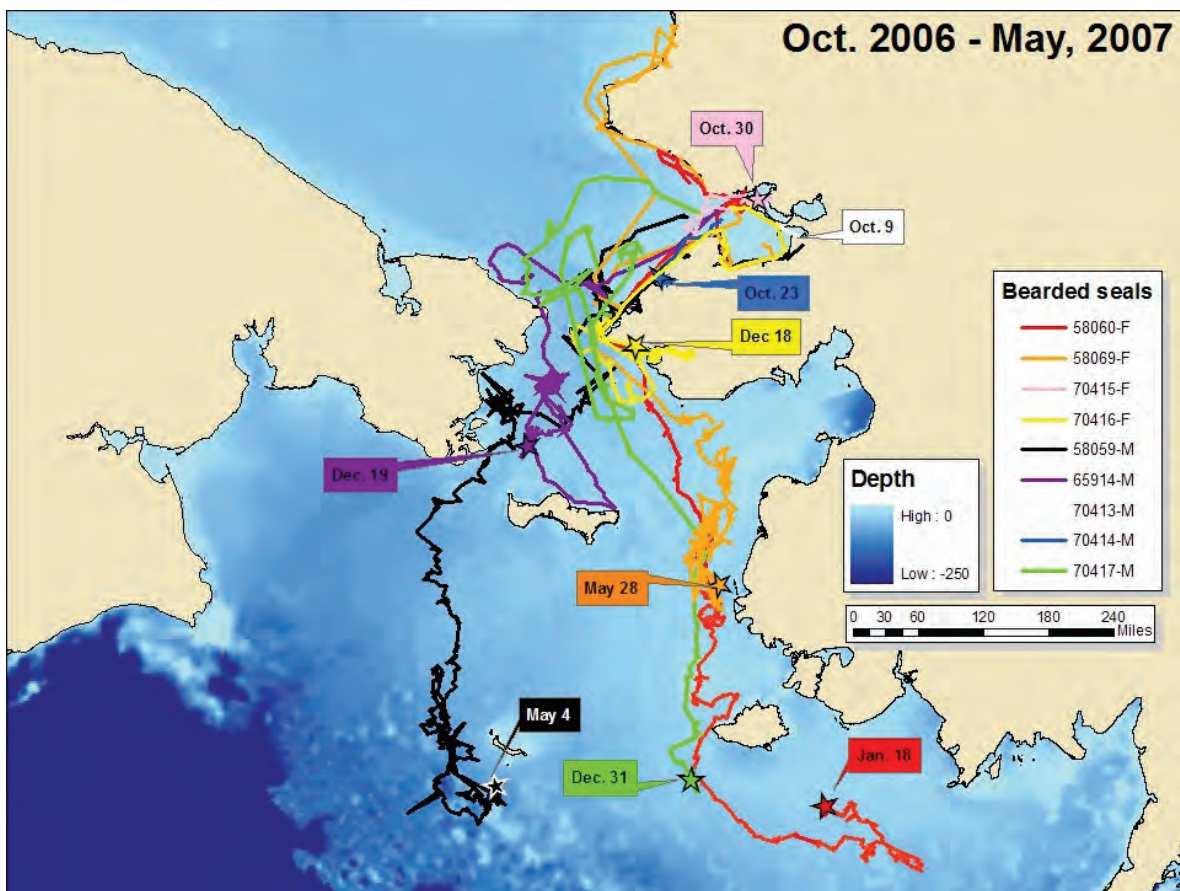 Oct. 2006 - May, 2007
Oct. 30
Oct. 9
Oct. 23
Dec 18
Dec. 19
May 28
May 4
Dec. 31
Jan. 18
Bearded seals
58060-F
58069-F
70415-F
70416-F
58059-M
65914-M
70413-M
70414-M
70417-M
Depth
High : 0
Low : -250
0 30 60 120 180 240
Miles